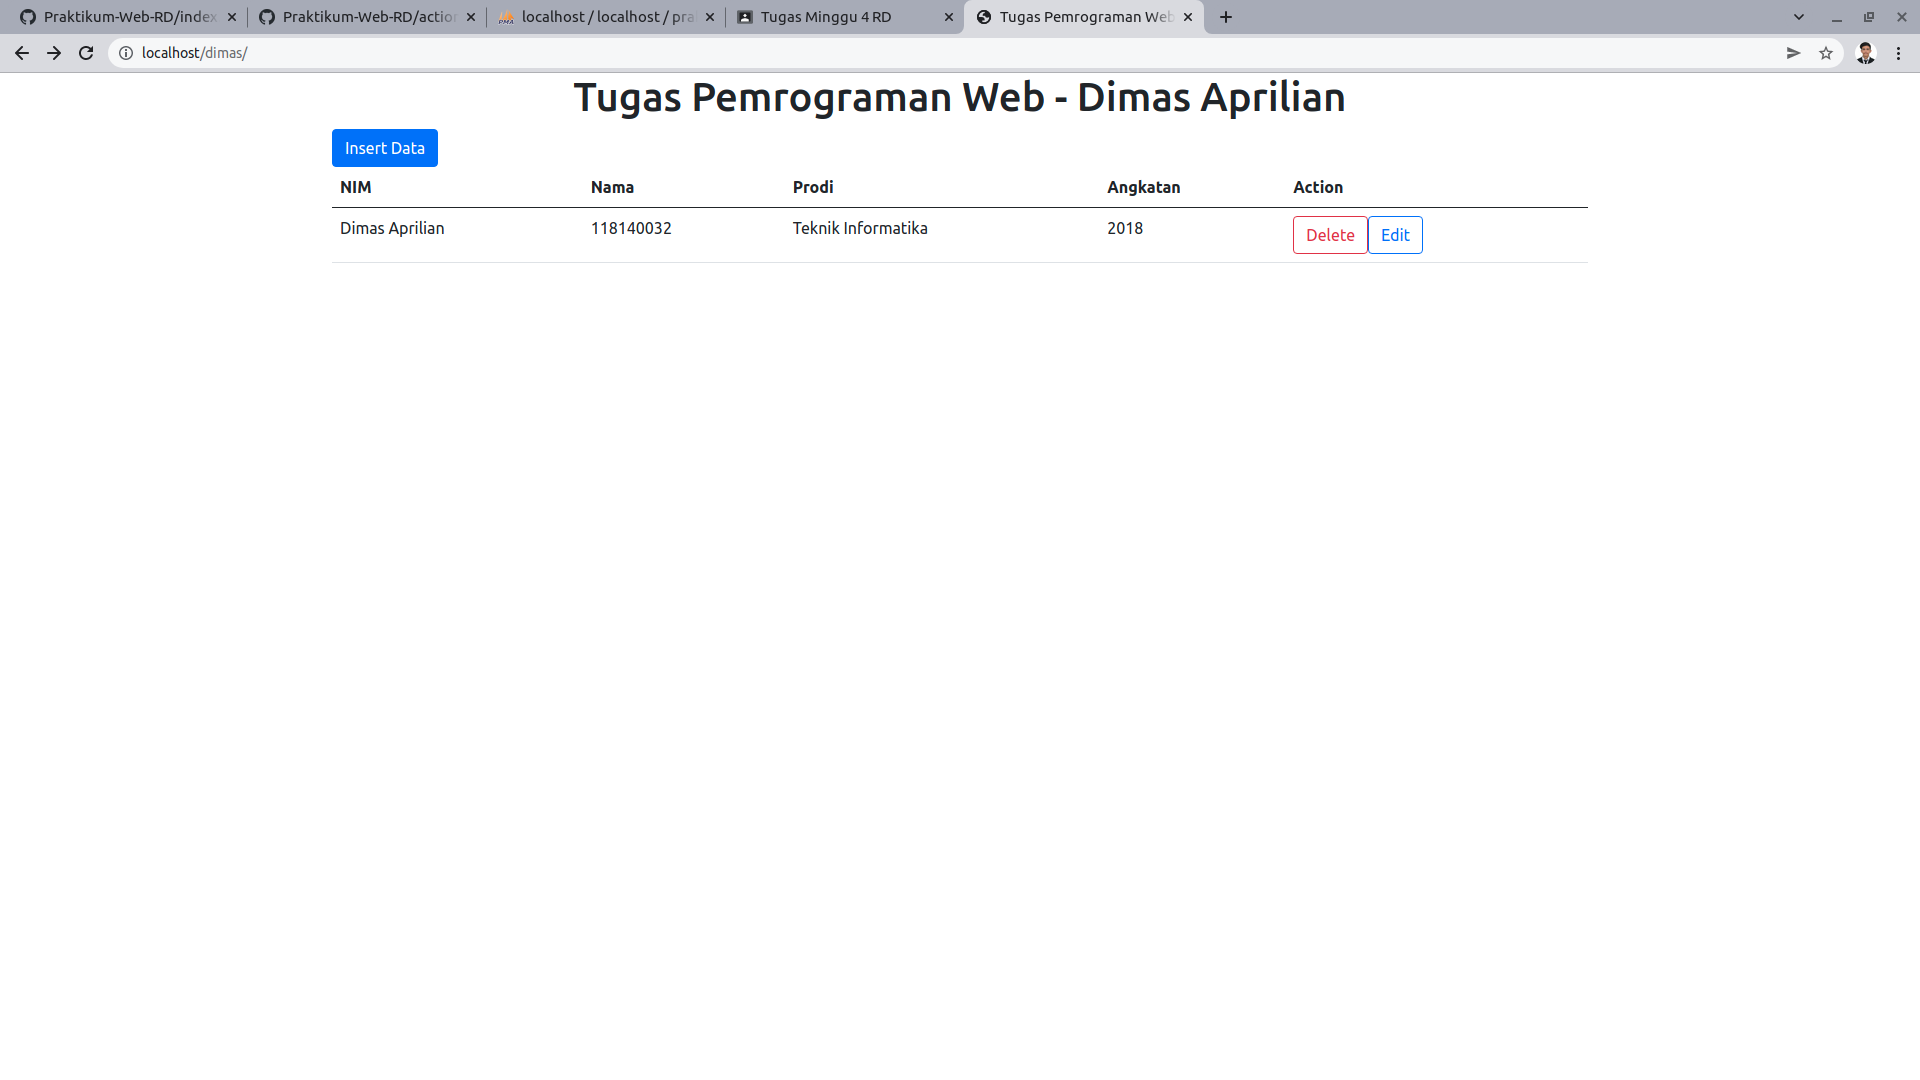 Praktikum-Web-RD/index
Praktikum-Web-RD/action
localhost / localhost / pra
Tugas Minggu 4 RD
Tugas Pemrograman Web
localhost/dimas/
Tugas Pemrograman Web - Dimas Aprilian
Insert Data
NIM Nama Prodi Angkatan Action
Dimas Aprilian 118140032 Teknik Informatika 2018 Delete Edit